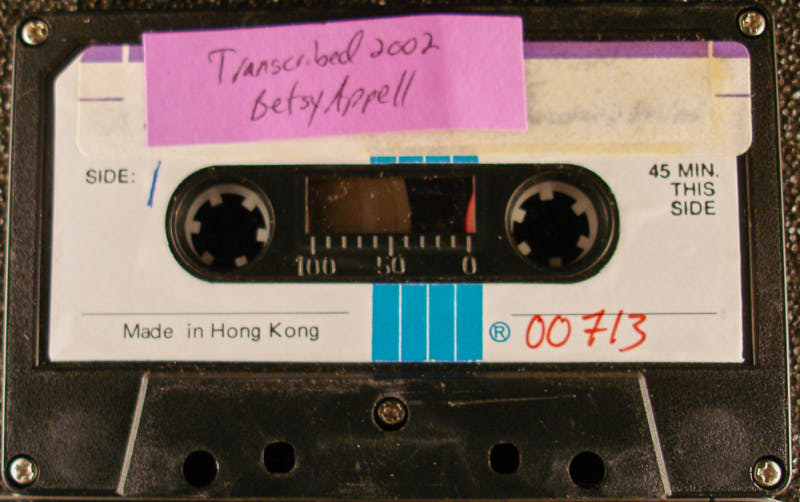 Transcribed 2002
Betsy Appell
SIDE: 1
45 MIN.
THIS
SIDE
100 50 0
Made in Hong Kong
® 00713